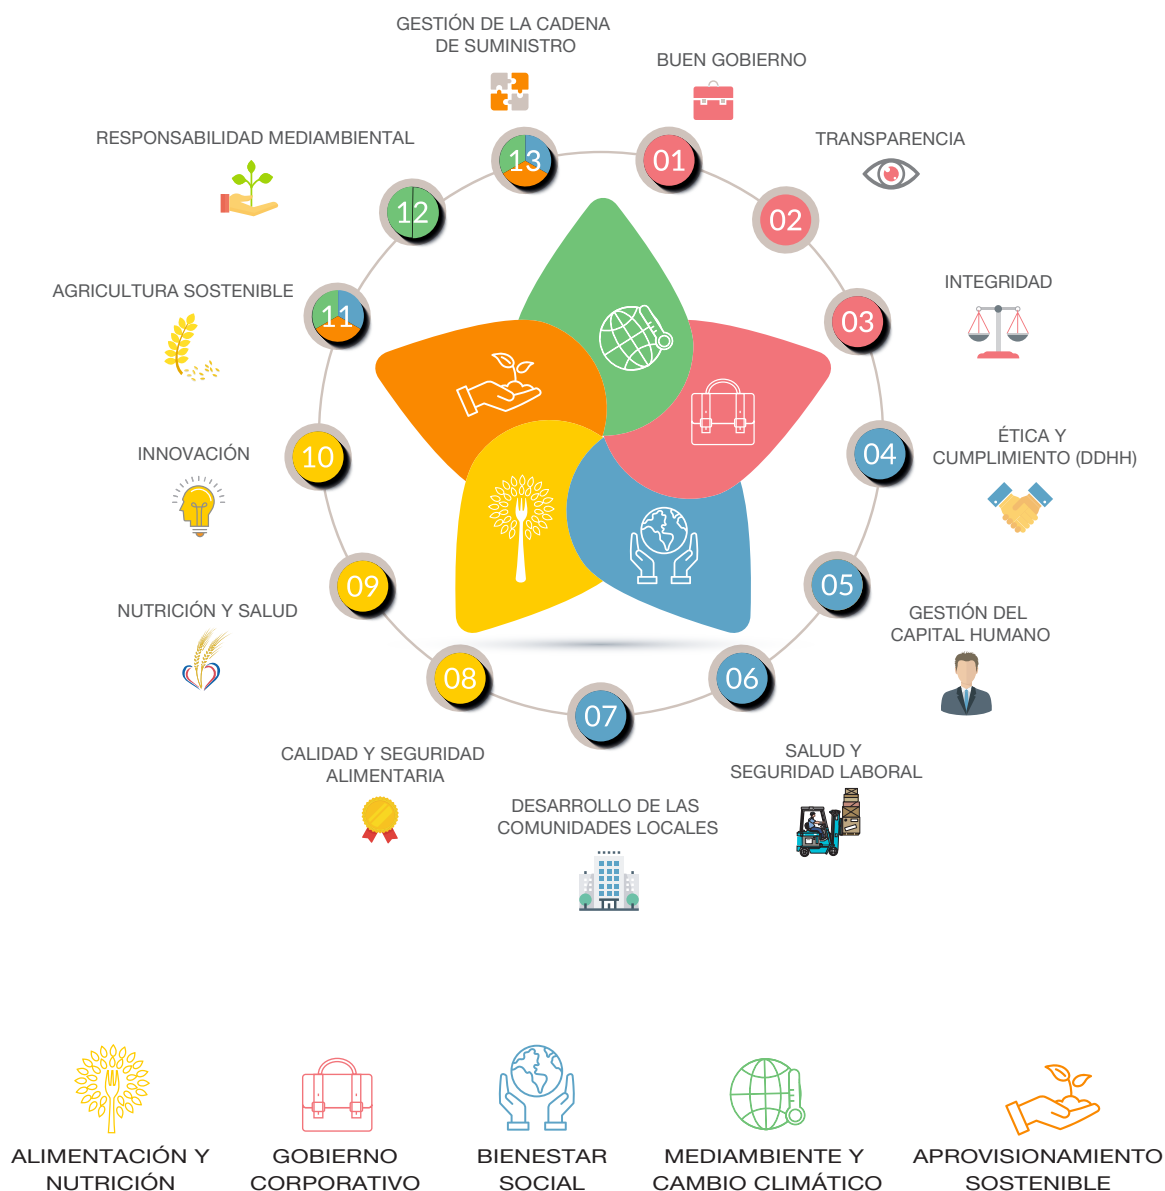 GESTIÓN DE LA CADENA
DE SUMINISTRO
BUEN GOBIERNO
RESPONSABILIDAD MEDIAMBIENTAL
TRANSPARENCIA
13
01
12
02
AGRICULTURA SOSTENIBLE
INTEGRIDAD
11
03
INNOVACIÓN
10
04
ÉTICA Y
CUMPLIMIENTO (DDHH)
09
05
NUTRICIÓN Y SALUD
GESTIÓN DEL
CAPITAL HUMANO
08
06
07
CALIDAD Y SEGURIDAD
ALIMENTARIA
SALUD Y
SEGURIDAD LABORAL
DESARROLLO DE LAS
COMUNIDADES LOCALES
ALIMENTACIÓN Y
NUTRICIÓN
GOBIERNO
CORPORATIVO
BIENESTAR
SOCIAL
MEDIAMBIENTE Y
CAMBIO CLIMÁTICO
APROVISIONAMIENTO
SOSTENIBLE